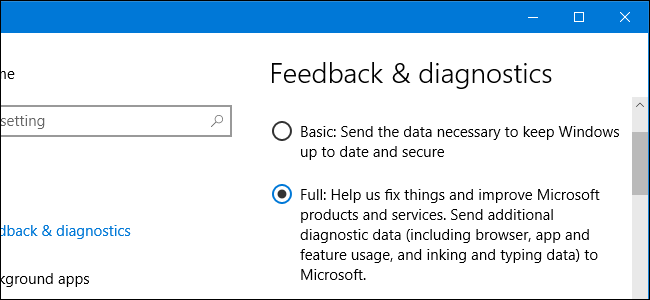 Feedback & diagnostics
me
setting
Basic: Send the data necessary to keep Windows
up to date and secure
Full: Help us fix things and improve Microsoft
products and services. Send additional
diagnostic data (including browser, app and
feature usage, and inking and typing data) to
Microsoft.
dback & diagnostics
kground apps